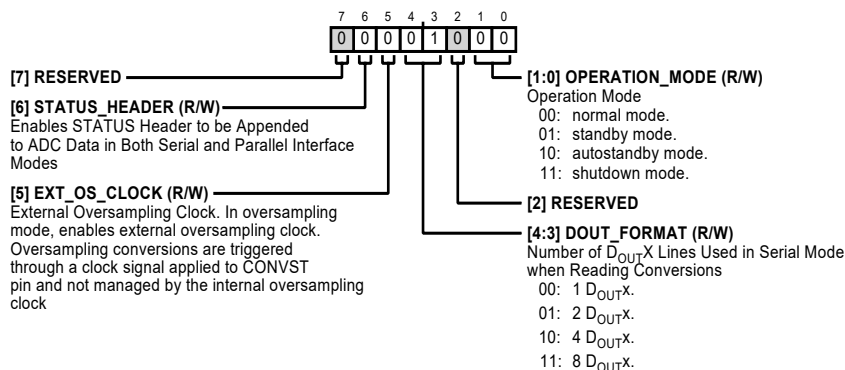 7 6 5 4 3 2 1 0
0 0 0 0 1 0 0 0
[7] RESERVED
[6] STATUS_HEADER (R/W)
Enables STATUS Header to be Appended
to ADC Data in Both Serial and Parallel Interface
Modes
[5] EXT_OS_CLOCK (R/W)
External Oversampling Clock. In oversampling
mode, enables external oversampling clock.
Oversampling conversions are triggered
through a clock signal applied to CONVST
pin and not managed by the internal oversampling
clock
[1:0] OPERATION_MODE (R/W)
Operation Mode
00: normal mode.
01: standby mode.
10: autostandby mode.
11: shutdown mode.
[2] RESERVED
[4:3] DOUT_FORMAT (R/W)
Number of DOUTX Lines Used in Serial Mode
when Reading Conversions
00: 1 DOUTx.
01: 2 DOUTx.
10: 4 DOUTx.
11: 8 DOUTx.